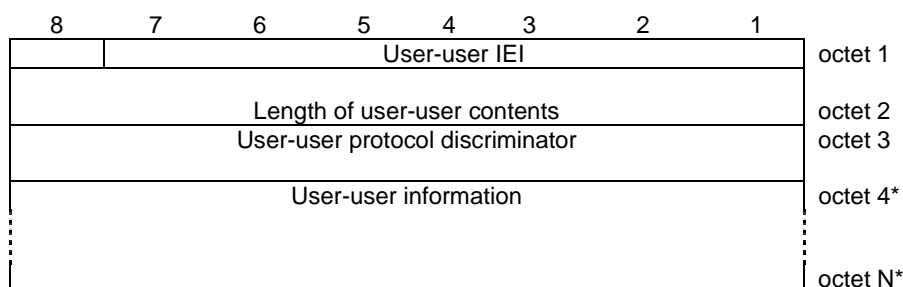 8 7 6 5 4 3 2 1
User-user IEI octet 1
Length of user-user contents octet 2
User-user protocol discriminator octet 3
User-user information octet 4*
octet N*